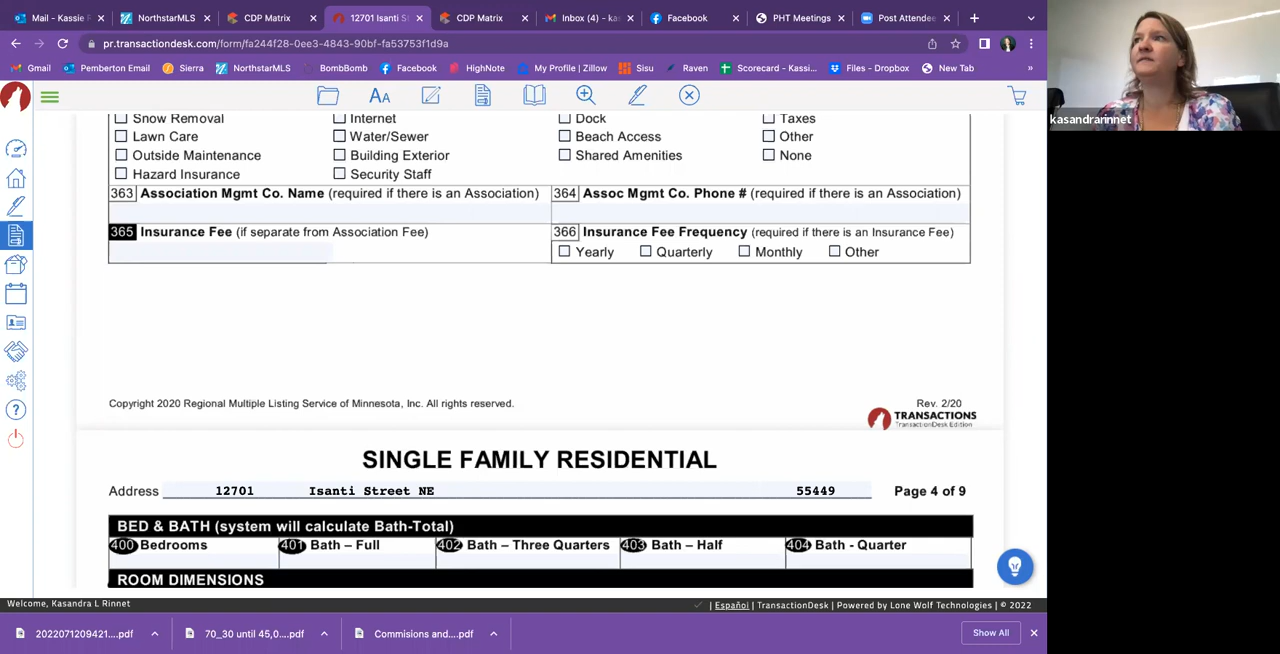 Mail - Kassie F
NorthstarMLS
CDP Matrix
12701 Isanti S
CDP Matrix
Inbox (4) - ka
Facebook
PHT Meetings
Post Attendee
pr.transactiondesk.com/form/fa244f28-0ee3-4843-90bf-fa53753f1d9a
Gmail
Pemberton Email
Sierra
NorthstarMLS
BombBomb
Facebook
HighNote
My Profile | Zillow
Sisu
Raven
Scorecard - Kassi...
Files - Dropbox
New Tab
»
kasandrarinnet
Snow Removal Internet Dock Taxes
Lawn Care Water/Sewer Beach Access Other
Outside Maintenance Building Exterior Shared Amenities None
Hazard Insurance Security Staff
363 Association Mgmt Co. Name (required if there is an Association) 364 Assoc Mgmt Co. Phone # (required if there is an Association)
365 Insurance Fee (if separate from Association Fee) 366 Insurance Fee Frequency (required if there is an Insurance Fee)
Yearly Quarterly Monthly Other
Copyright 2020 Regional Multiple Listing Service of Minnesota, Inc. All rights reserved. Rev. 2/20
TRANSACTIONS
TransactionDesk Edition
SINGLE FAMILY RESIDENTIAL
Address 12701 Isanti Street NE 55449 Page 4 of 9
BED & BATH (system will calculate Bath-Total)
400 Bedrooms 401 Bath – Full 402 Bath – Three Quarters 403 Bath – Half 404 Bath - Quarter
ROOM DIMENSIONS
Welcome, Kasandra L Rinnet | Español | TransactionDesk | Powered by Lone Wolf Technologies | © 2022
2022071209421....pdf
70_30 until 45,0....pdf
Commisions and....pdf
Show All